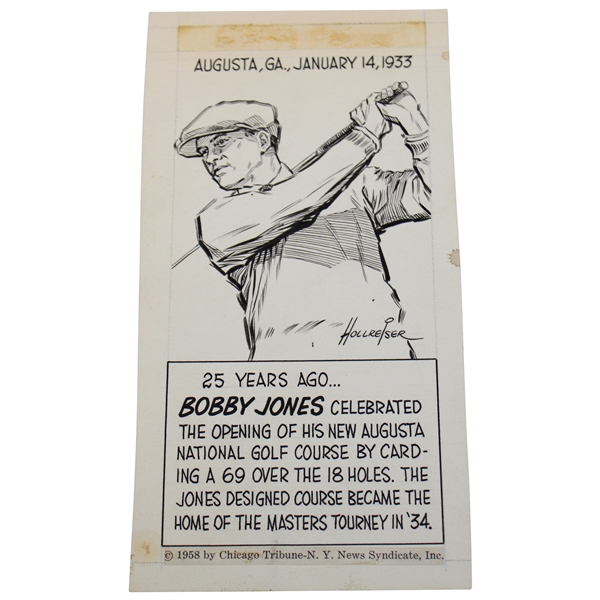 AUGUSTA, GA., JANUARY 14, 1933
HOLLREISER
25 YEARS AGO...
BOBBY JONES CELEBRATED
THE OPENING OF HIS NEW AUGUSTA
NATIONAL GOLF COURSE BY CARD-
ING A 69 OVER THE 18 HOLES. THE
JONES DESIGNED COURSE BECAME THE
HOME OF THE MASTERS TOURNEY IN '34.
© 1958 by Chicago Tribune-N. Y. News Syndicate, Inc.